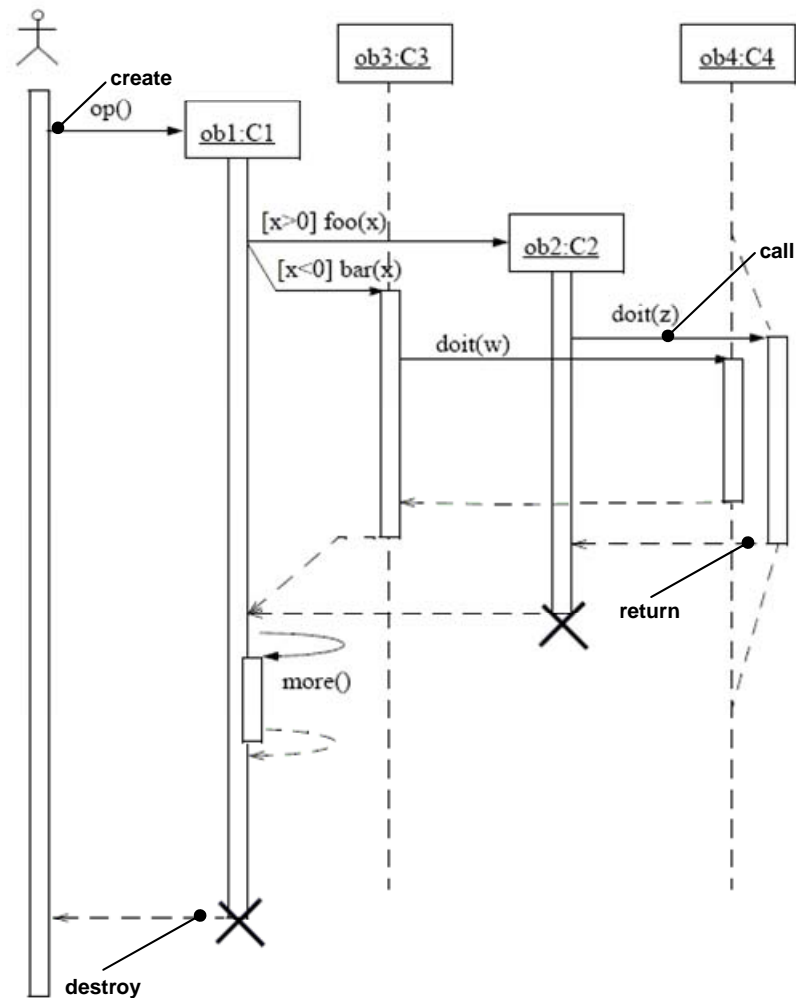 ob3:C3
ob4:C4
create
op()
ob1:C1
[x>0] foo(x)
ob2:C2
call
[x<0] bar(x)
doit(z)
doit(w)
return
more()
destroy